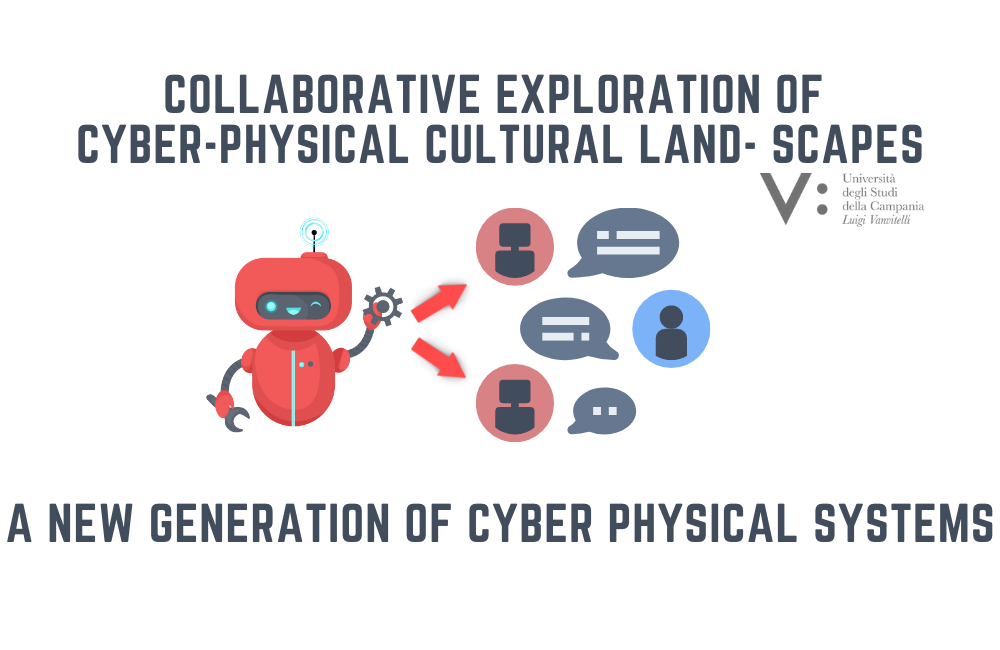 COLLABORATIVE EXPLORATION OF
CYBER-PHYSICAL CULTURAL LAND- SCAPES
V:
Università
degli Studi
della Campania
Luigi Vanvitelli
A NEW GENERATION OF CYBER PHYSICAL SYSTEMS